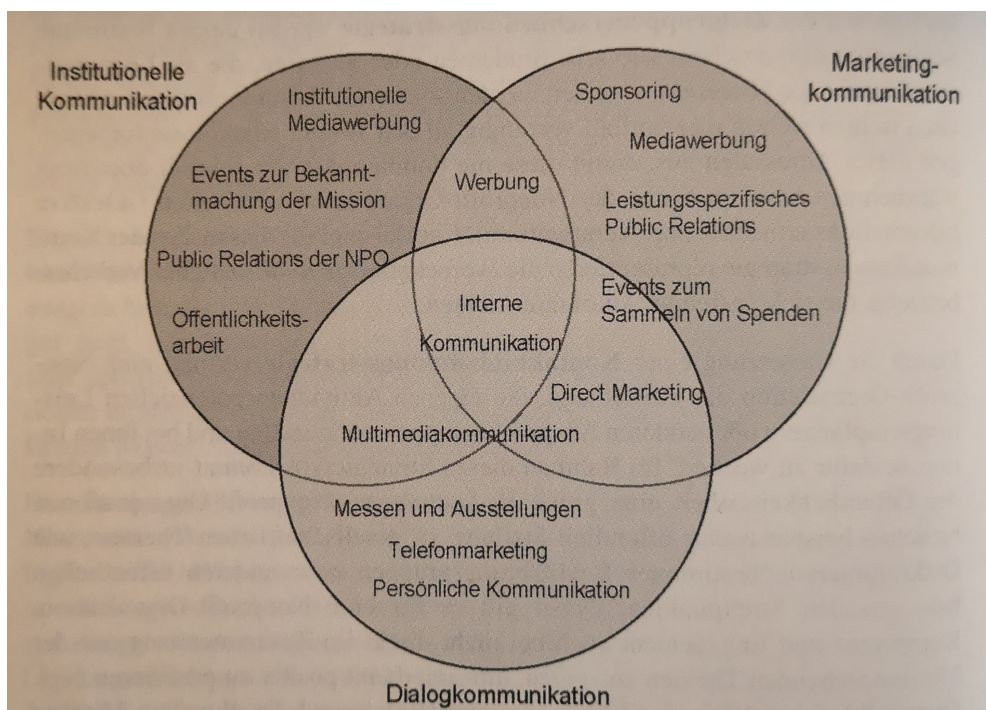 Institutionelle
Kommunikation
Marketing-
kommunikation
Institutionelle
Mediawerbung
Sponsoring
Mediawerbung
Events zur Bekannt-
machung der Mission
Werbung
Leistungsspezifisches
Public Relations
Public Relations der NPO
Interne
Kommunikation
Events zum
Sammeln von Spenden
Öffentlichkeits-
arbeit
Direct Marketing
Multimediakommunikation
Messen und Ausstellungen
Telefonmarketing
Persönliche Kommunikation
Dialogkommunikation